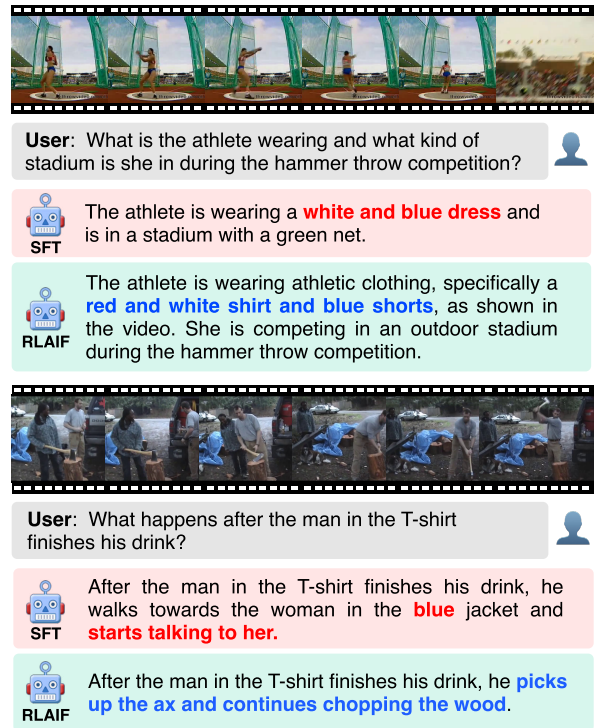 User: What is the athlete wearing and what kind of
stadium is she in during the hammer throw competition?
The athlete is wearing a white and blue dress and
is in a stadium with a green net.
SFT
The athlete is wearing athletic clothing, specifically a
red and white shirt and blue shorts, as shown in
the video. She is competing in an outdoor stadium
during the hammer throw competition.
RLAIF
User: What happens after the man in the T-shirt
finishes his drink?
After the man in the T-shirt finishes his drink, he
walks towards the woman in the blue jacket and
starts talking to her.
SFT
After the man in the T-shirt finishes his drink, he picks
up the ax and continues chopping the wood.
RLAIF